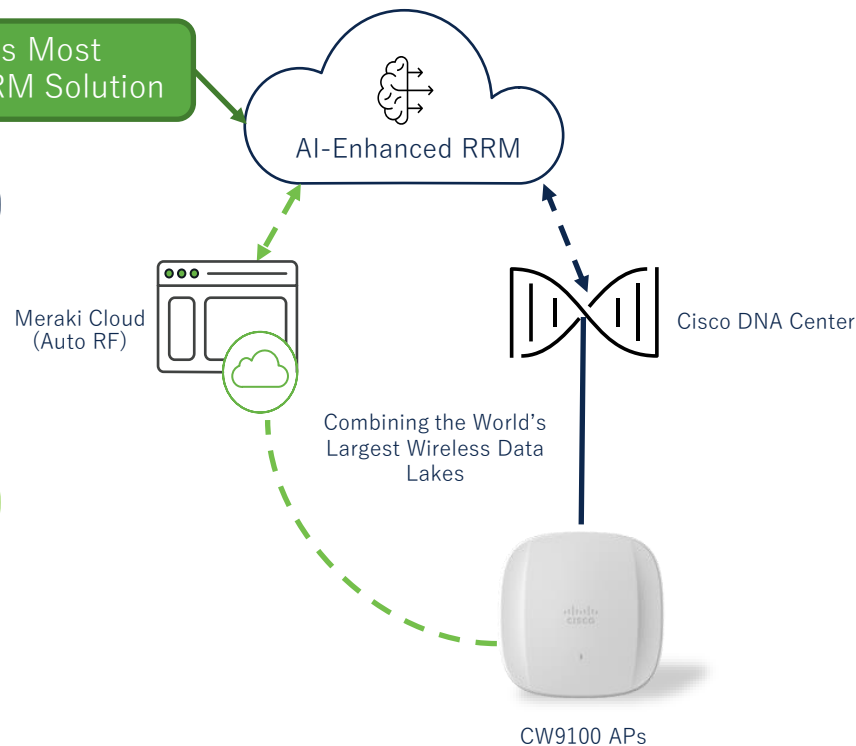 s Most
RM Solution
AI-Enhanced RRM
Meraki Cloud
(Auto RF)
Cisco DNA Center
Combining the World's
Largest Wireless Data
Lakes
CISCO
CW9100 APs